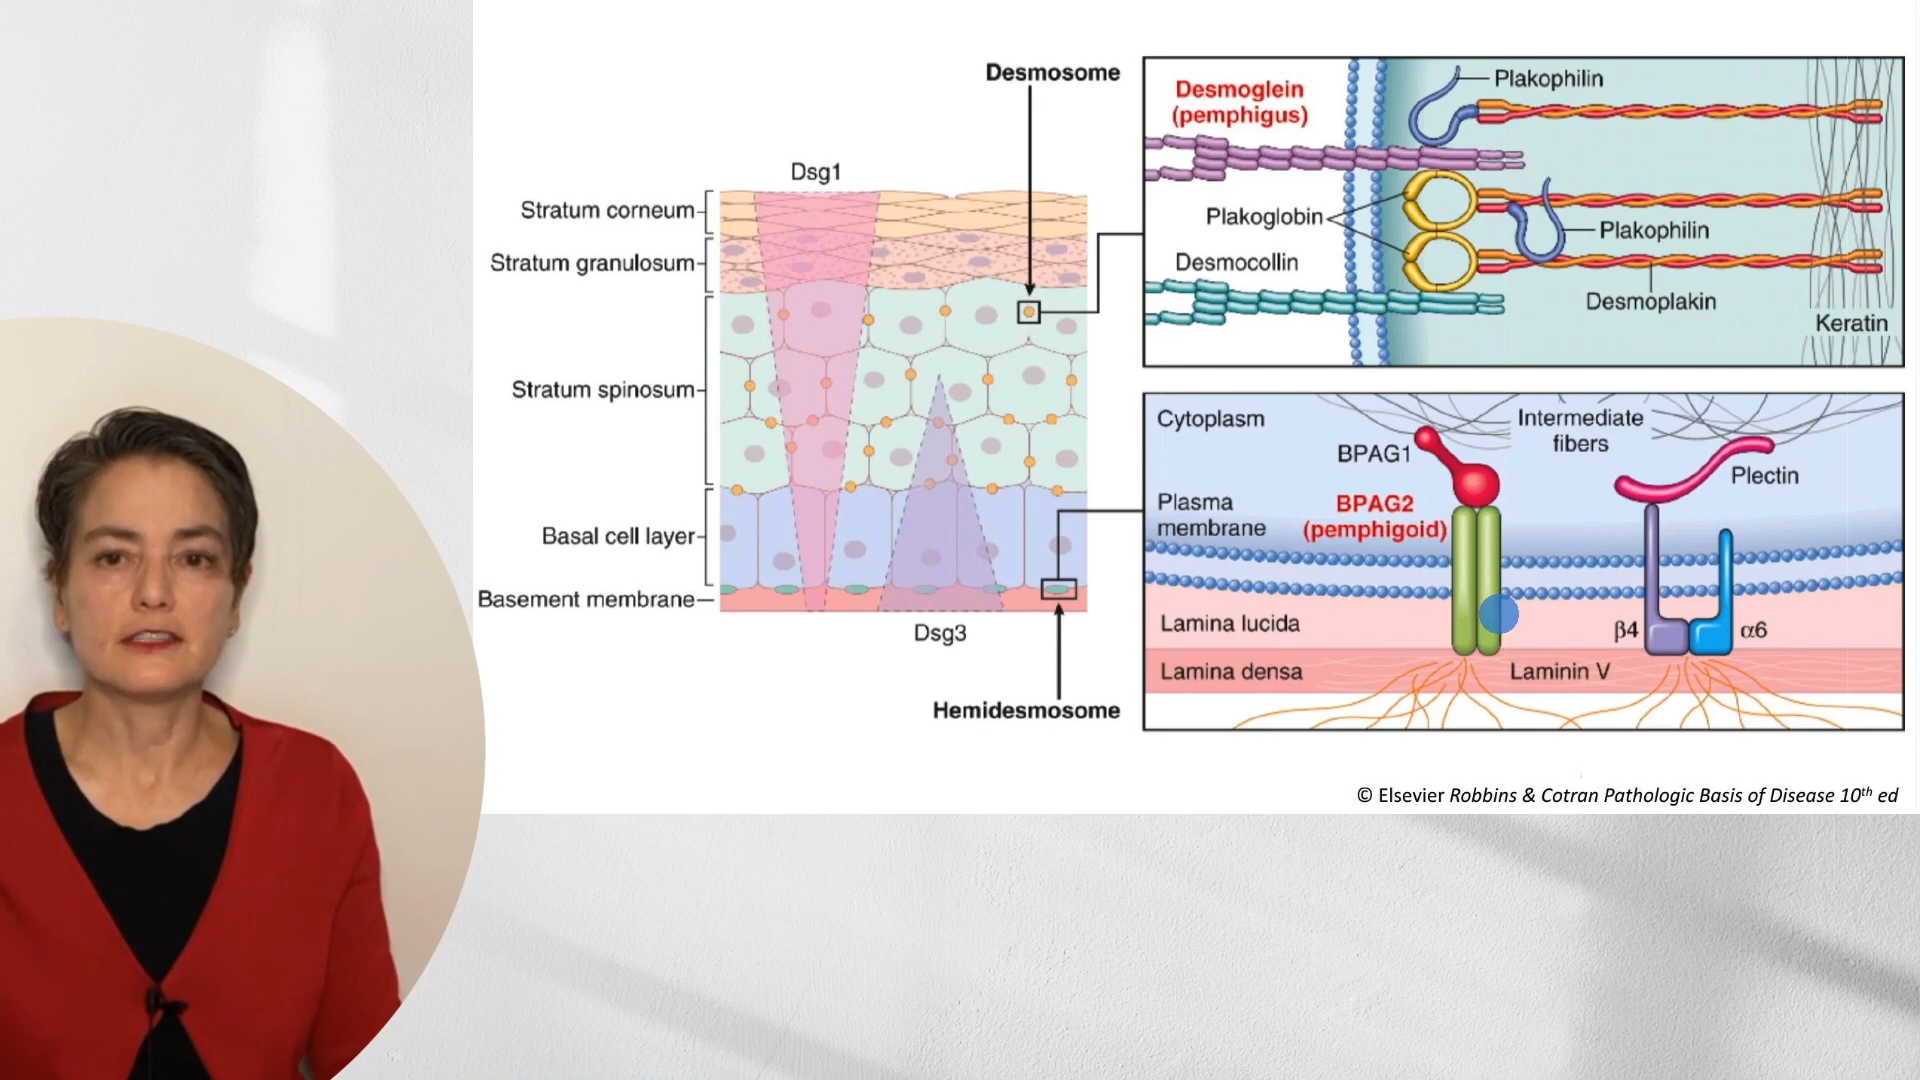 Desmosome
Dsg1
Stratum corneum
Stratum granulosum
Stratum spinosum
Basal cell layer
Basement membrane
Dsg3
Hemidesmosome
Desmoglein
(pemphigus)
Plakophilin
Plakoglobin
Plakophilin
Desmocollin
Desmoplakin
Keratin
Cytoplasm
Intermediate
fibers
BPAG1
Plectin
BPAG2
(pemphigoid)
Plasma
membrane
Lamina lucida
β4
α6
Lamina densa
Laminin V
© Elsevier Robbins & Cotran Pathologic Basis of Disease 10th ed